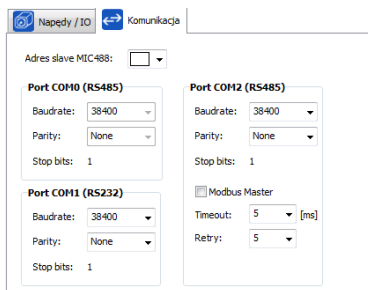 Napędy / IO
Komunikacja
Adres slave MIC488:
Port COM0 (RS485)
Baudrate: 38400
Parity: None
Stop bits: 1
Port COM1 (RS232)
Baudrate: 38400
Parity: None
Stop bits: 1
Port COM2 (RS485)
Baudrate: 38400
Parity: None
Stop bits: 1
Modbus Master
Timeout: 5 [ms]
Retry: 5